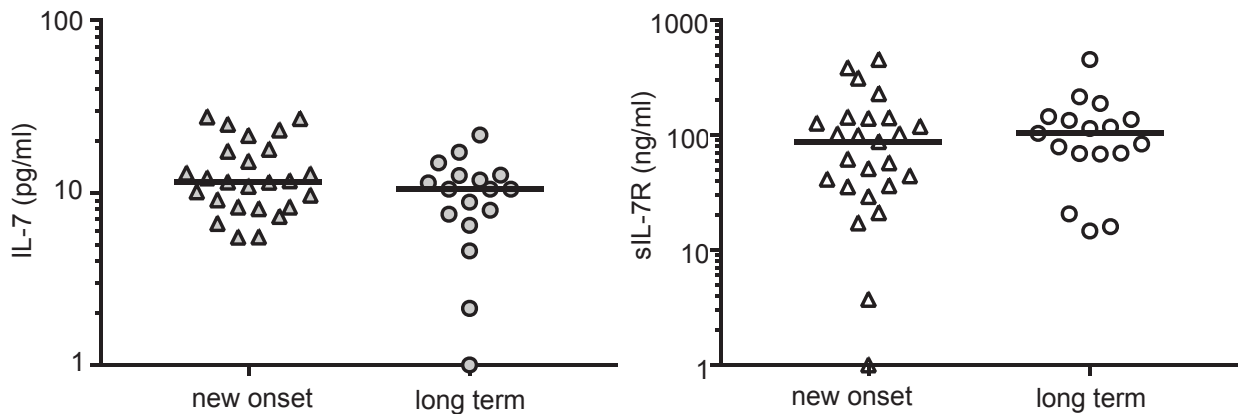 100
10
1
IL-7 (pg/ml)
new onset
long term
1000
100
10
1
sIL-7R (ng/ml)
new onset
long term